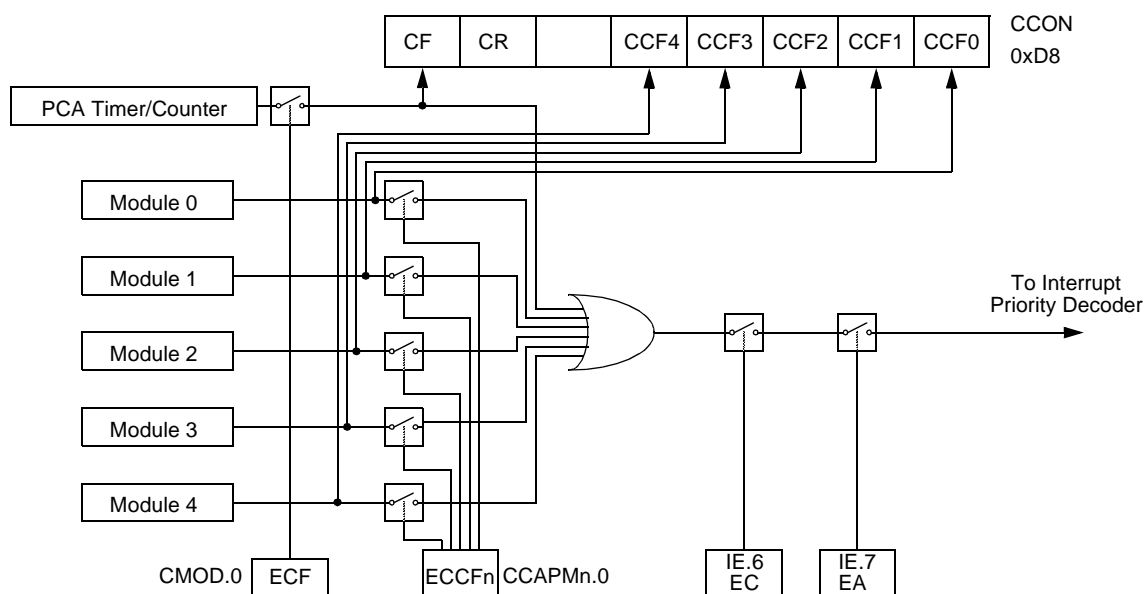 CF CR CCF4 CCF3 CCF2 CCF1 CCF0
CCON
0xD8
PCA Timer/Counter
Module 0
Module 1
Module 2
Module 3
Module 4
To Interrupt
Priority Decoder
CMOD.0 ECF
ECCFn CCAPMn.0
IE.6
EC
IE.7
EA